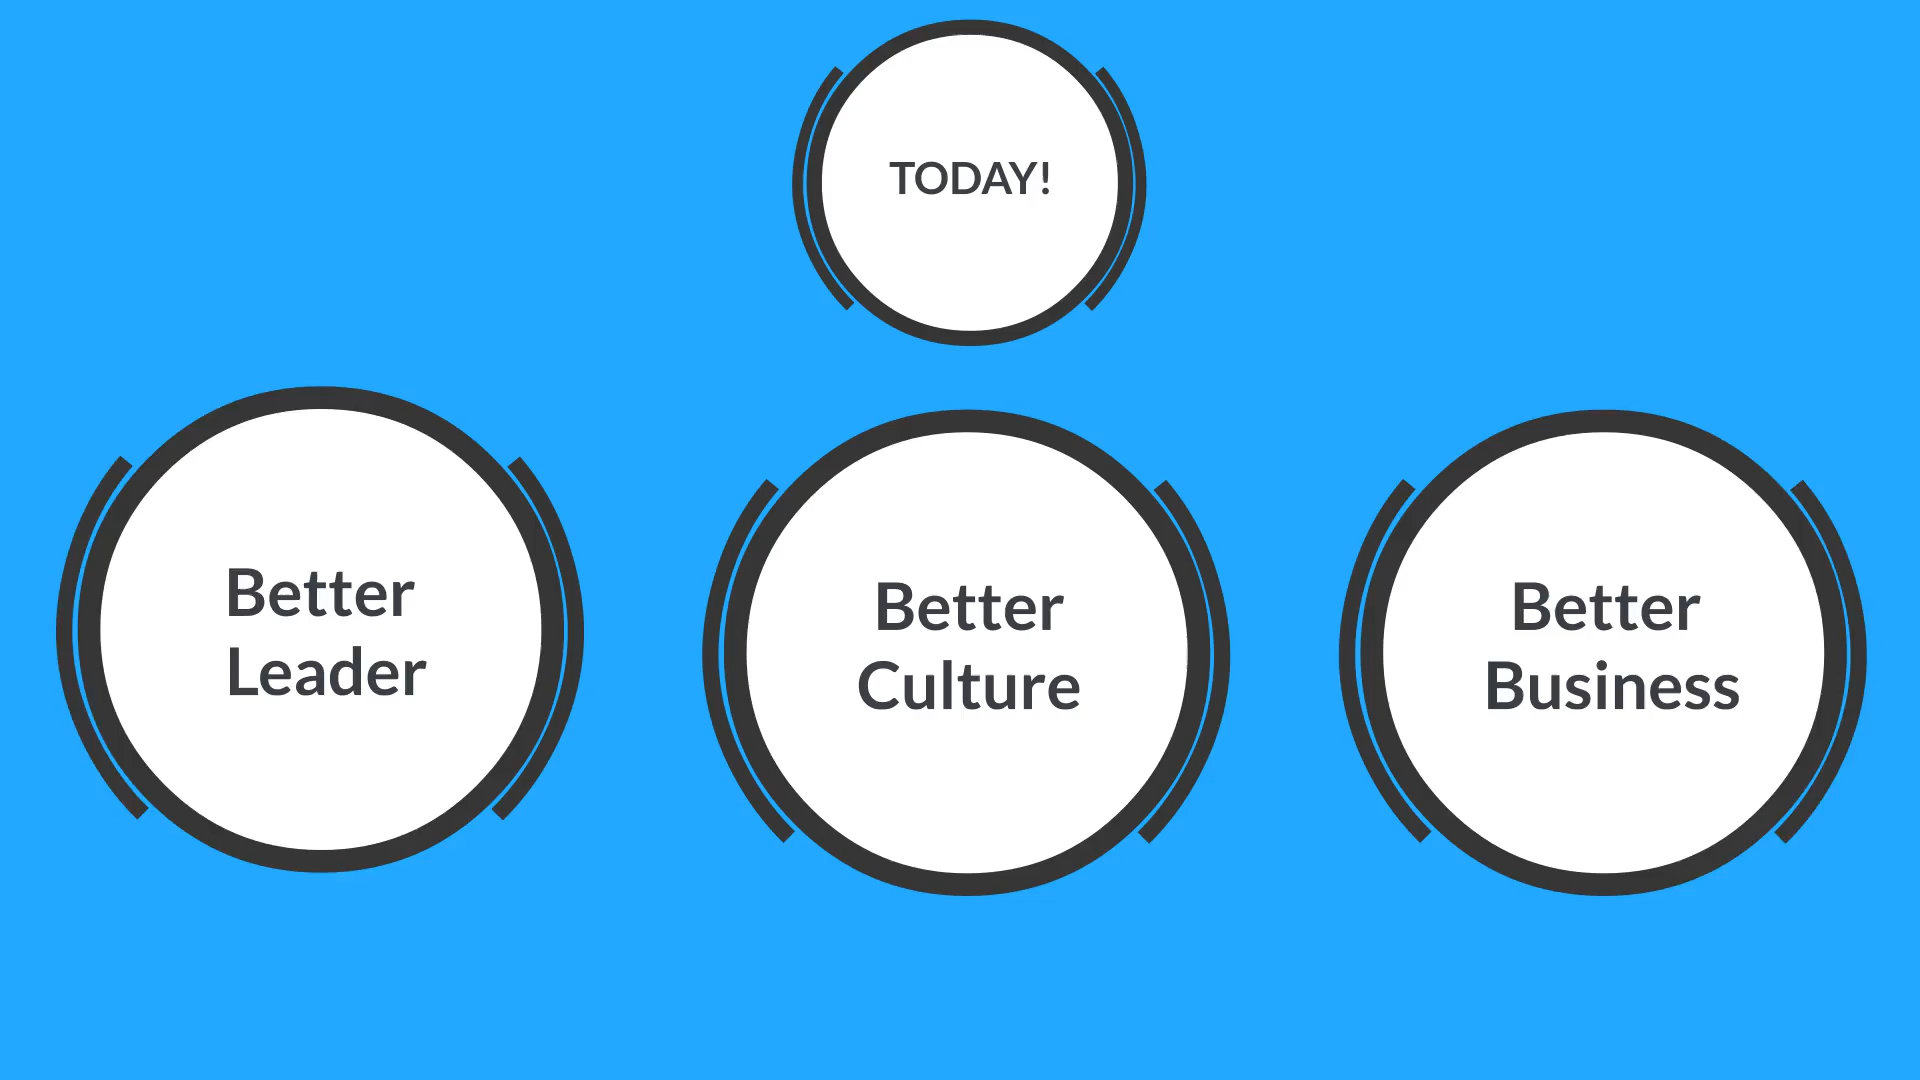 TODAY!
Better
Leader
Better
Culture
Better
Business